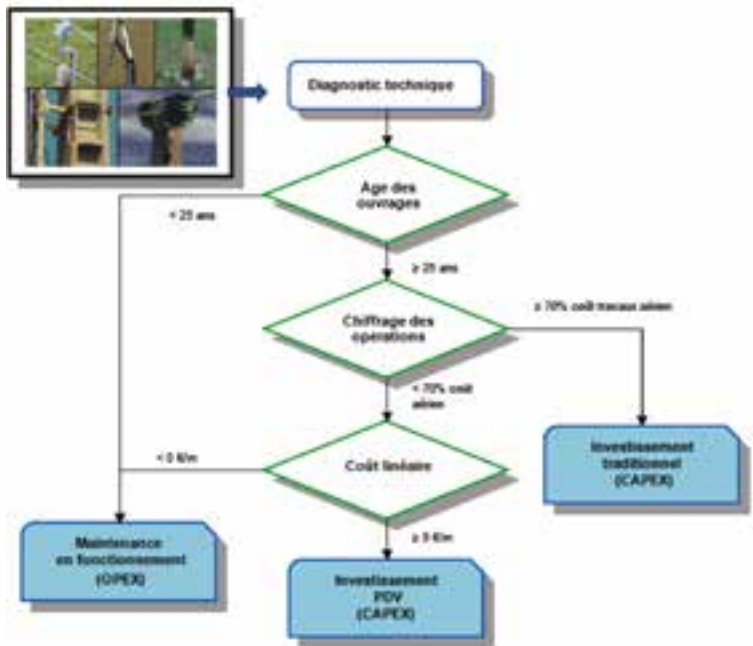 Diagnostic technique
Age des
ouvrages
< 25 ans
≥ 25 ans
Chiffrage des
opérations
≥ 70% coût travaux aérien
< 70% coût
aérien
Coût linéaire
Investissement
traditionnel
(CAPEX)
Maintenance
en fonctionnement
(OPEX)
Investissement
PDV
(CAPEX)